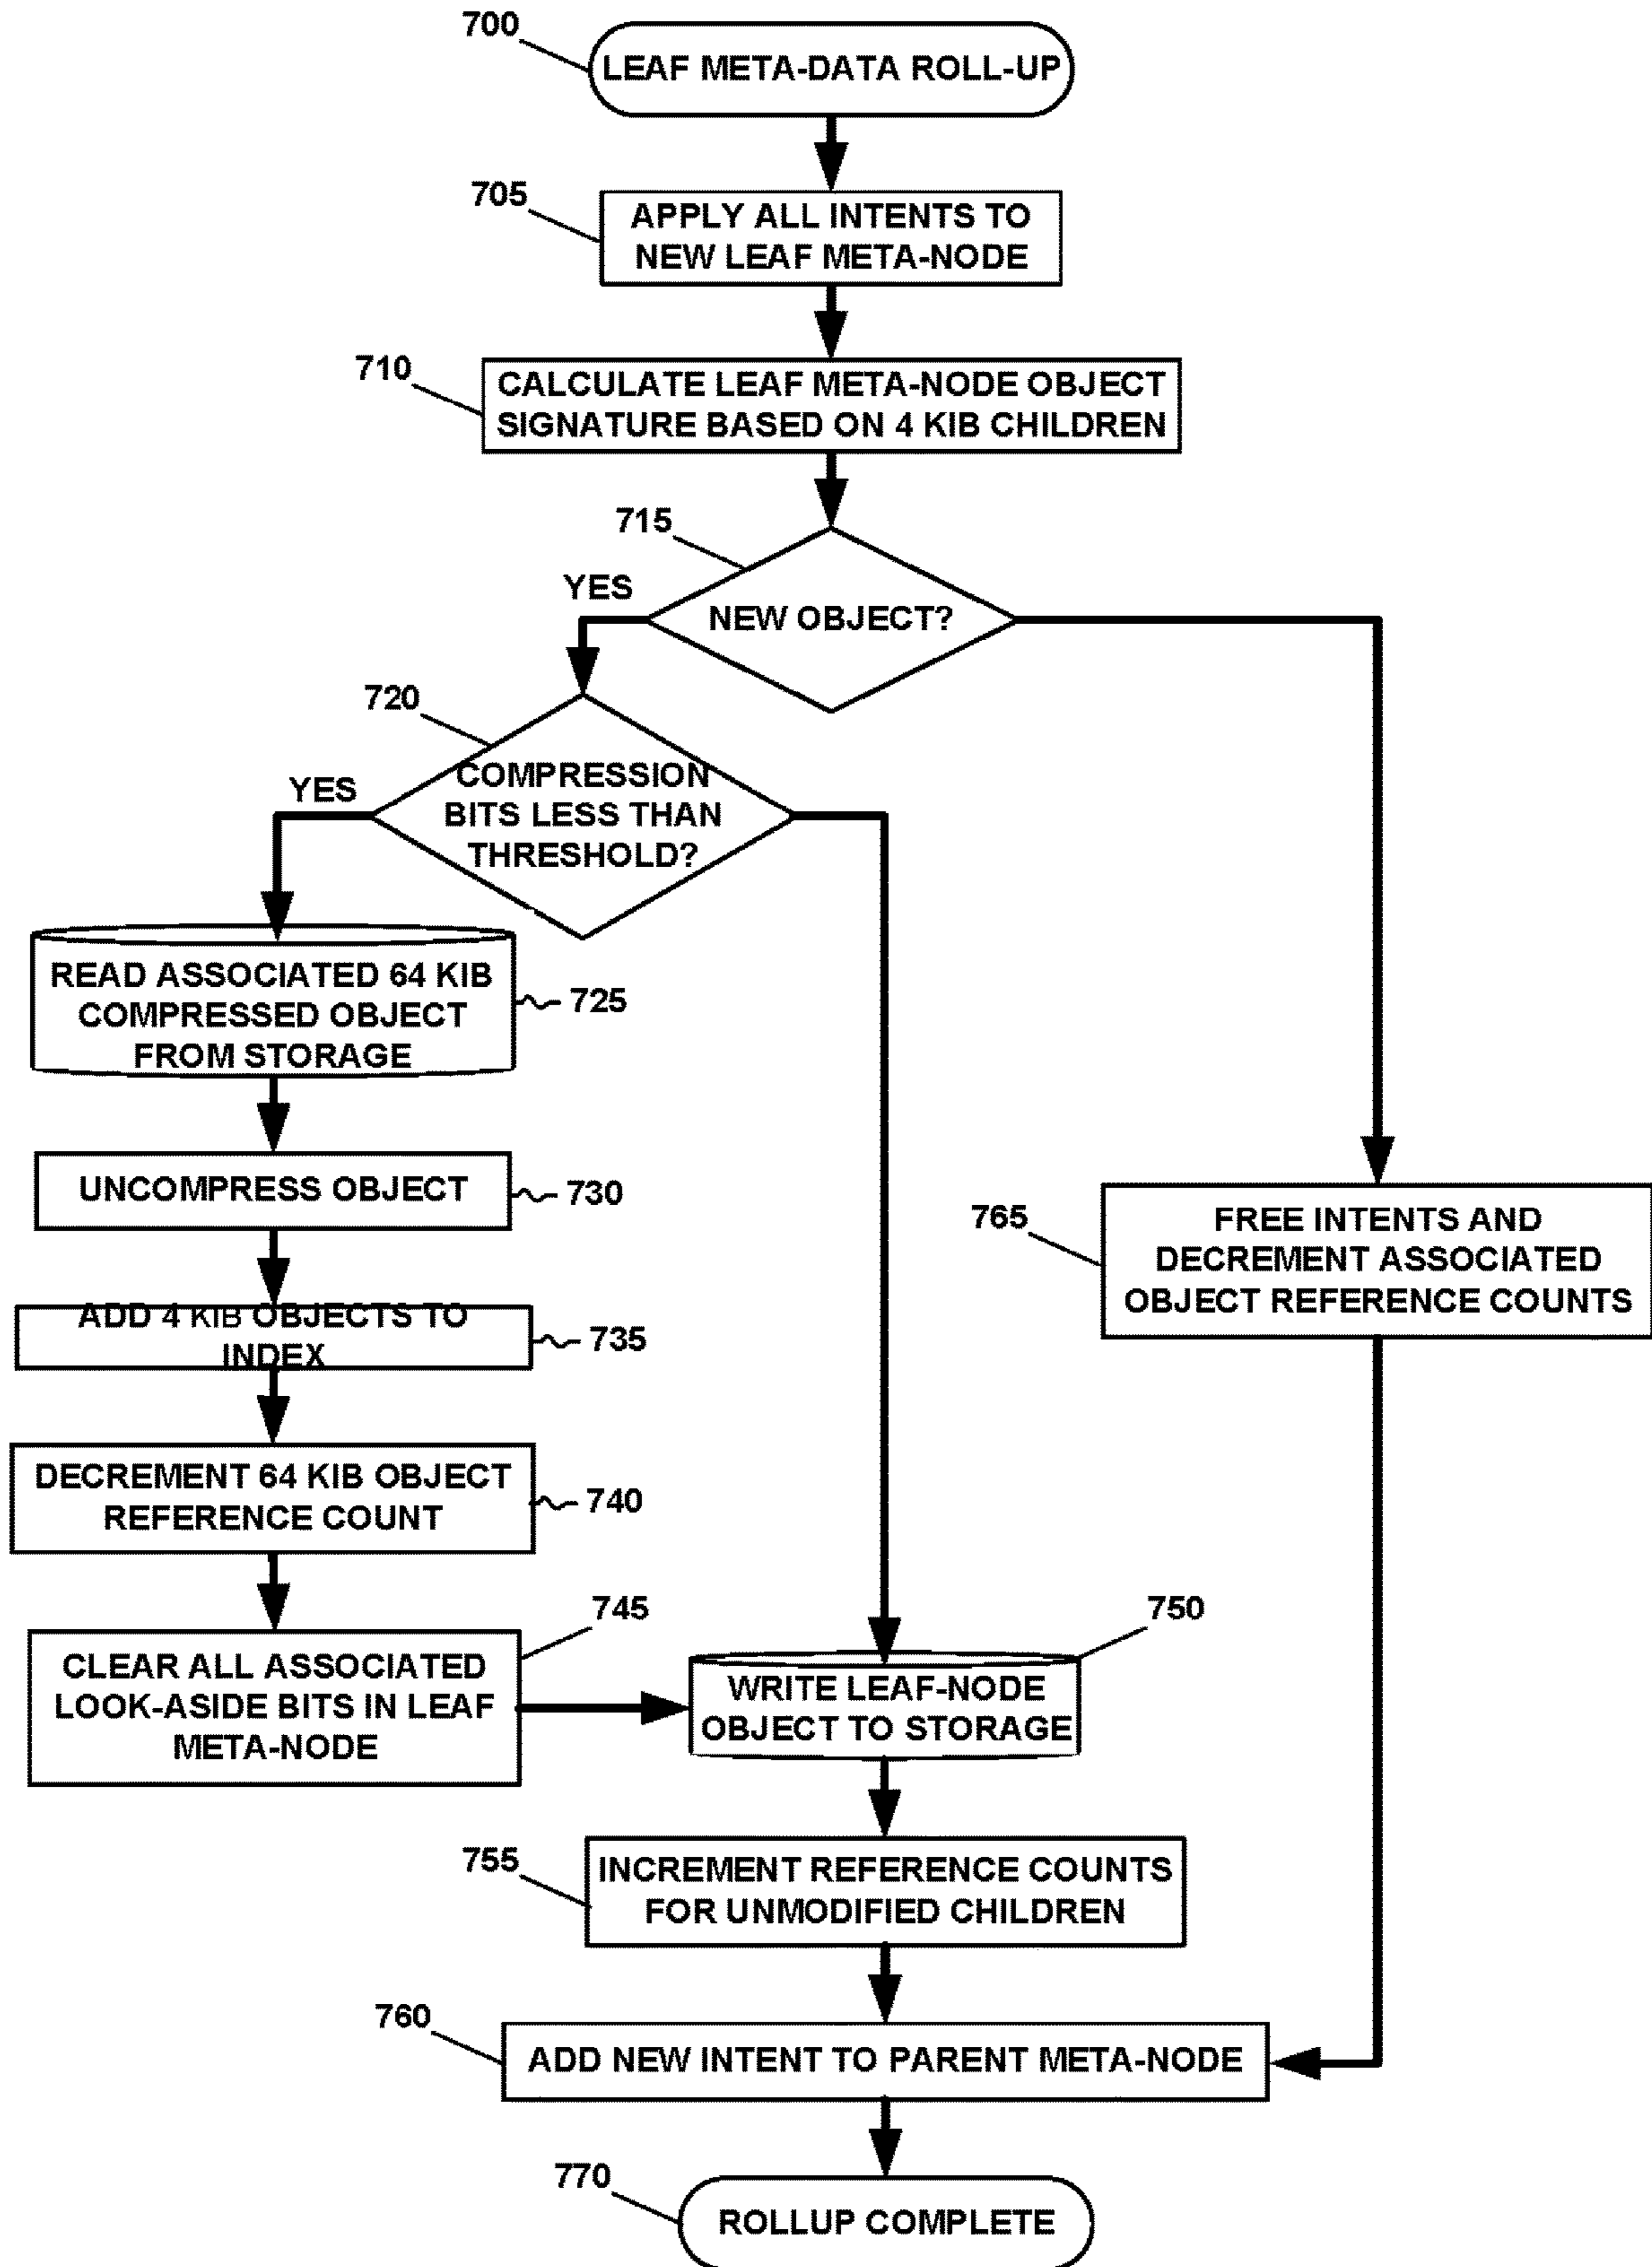 700
LEAF META-DATA ROLL-UP
705
APPLY ALL INTENTS TO
NEW LEAF META-NODE
710
CALCULATE LEAF META-NODE OBJECT
SIGNATURE BASED ON 4 KIB CHILDREN
715
YES
NEW OBJECT?
720
YES
COMPRESSION
BITS LESS THAN
THRESHOLD?
READ ASSOCIATED 64 KIB
COMPRESSED OBJECT
FROM STORAGE
725
UNCOMPRESS OBJECT
730
765
FREE INTENTS AND
DECREMENT ASSOCIATED
OBJECT REFERENCE COUNTS
ADD 4 KIB OBJECTS TO
INDEX
735
DECREMENT 64 KIB OBJECT
REFERENCE COUNT
740
745
CLEAR ALL ASSOCIATED
LOOK-ASIDE BITS IN LEAF
META-NODE
750
WRITE LEAF-NODE
OBJECT TO STORAGE
755
INCREMENT REFERENCE COUNTS
FOR UNMODIFIED CHILDREN
760
ADD NEW INTENT TO PARENT META-NODE
770
ROLLUP COMPLETE